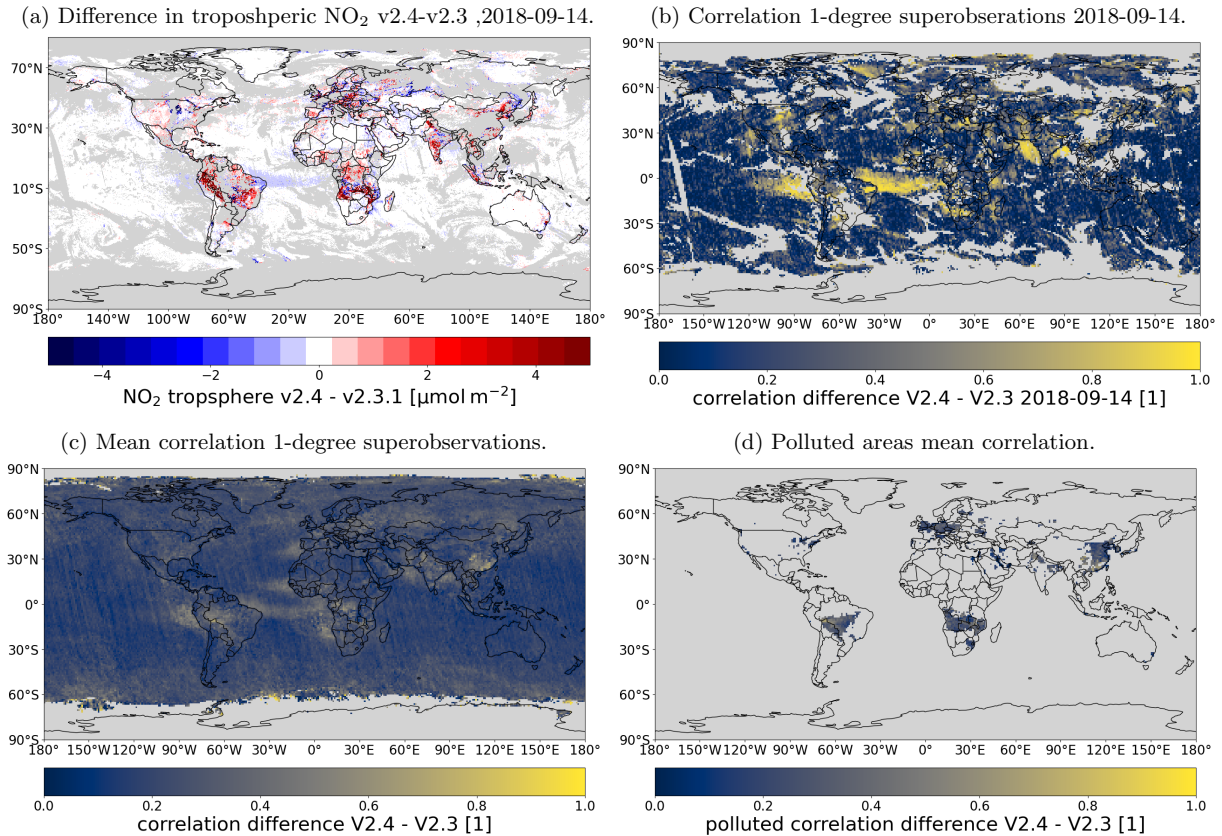 (a) Difference in troposhperic NO₂ v2.4-v2.3 ,2018-09-14.
70°N
30°N
10°S
50°S
90°S
180° 140°W 100°W 60°W 20°W 20°E 60°E 100°E 140°E 180°
−4 −2 0 2 4
NO₂ tropsphere v2.4 - v2.3.1 [µmol m⁻²]
(b) Correlation 1-degree superobserations 2018-09-14.
90°N
60°N
30°N
0°
30°S
60°S
90°S
180° 150°W 120°W 90°W 60°W 30°W 0° 30°E 60°E 90°E 120°E 150°E 180°
0.0 0.2 0.4 0.6 0.8 1.0
correlation difference V2.4 - V2.3 2018-09-14 [1]
(c) Mean correlation 1-degree superobservations.
90°N
60°N
30°N
0°
30°S
60°S
90°S
180° 150°W 120°W 90°W 60°W 30°W 0° 30°E 60°E 90°E 120°E 150°E 180°
0.0 0.2 0.4 0.6 0.8 1.0
correlation difference V2.4 - V2.3 [1]
(d) Polluted areas mean correlation.
90°N
60°N
30°N
0°
30°S
60°S
90°S
180° 150°W 120°W 90°W 60°W 30°W 0° 30°E 60°E 90°E 120°E 150°E 180°
0.0 0.2 0.4 0.6 0.8 1.0
polluted correlation difference V2.4 - V2.3 [1]